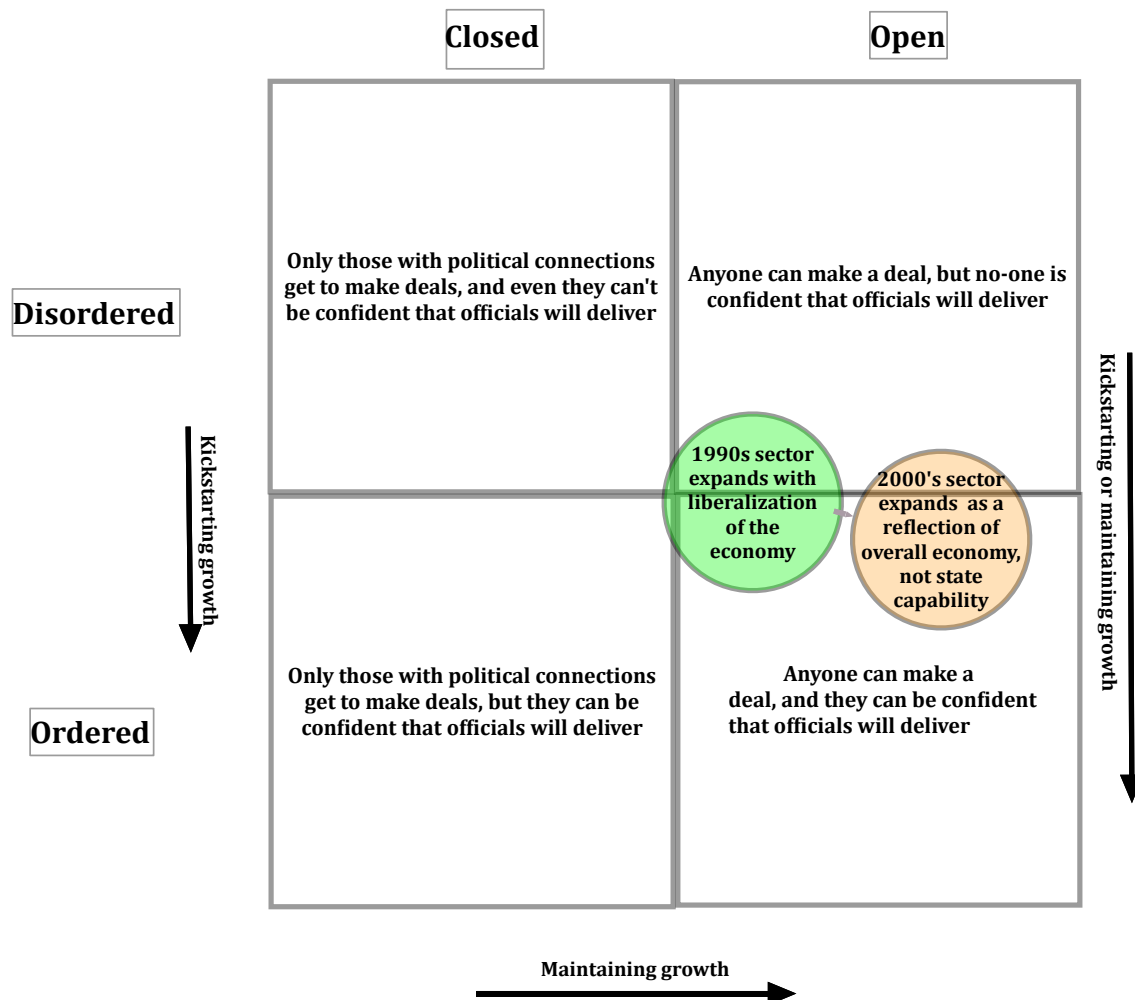 Closed
Open
Disordered
Only those with political connections
get to make deals, and even they can't
be confident that officials will deliver
Anyone can make a deal, but no-one is
confident that officials will deliver
Kickstarting growth
Kickstarting or maintaining growth
1990s sector
expands with
liberalization
of the
economy
2000's sector
expands as a
reflection of
overall economy,
not state
capability
Ordered
Only those with political connections
get to make deals, but they can be
confident that officials will deliver
Anyone can make a
deal, and they can be confident
that officials will deliver
Maintaining growth